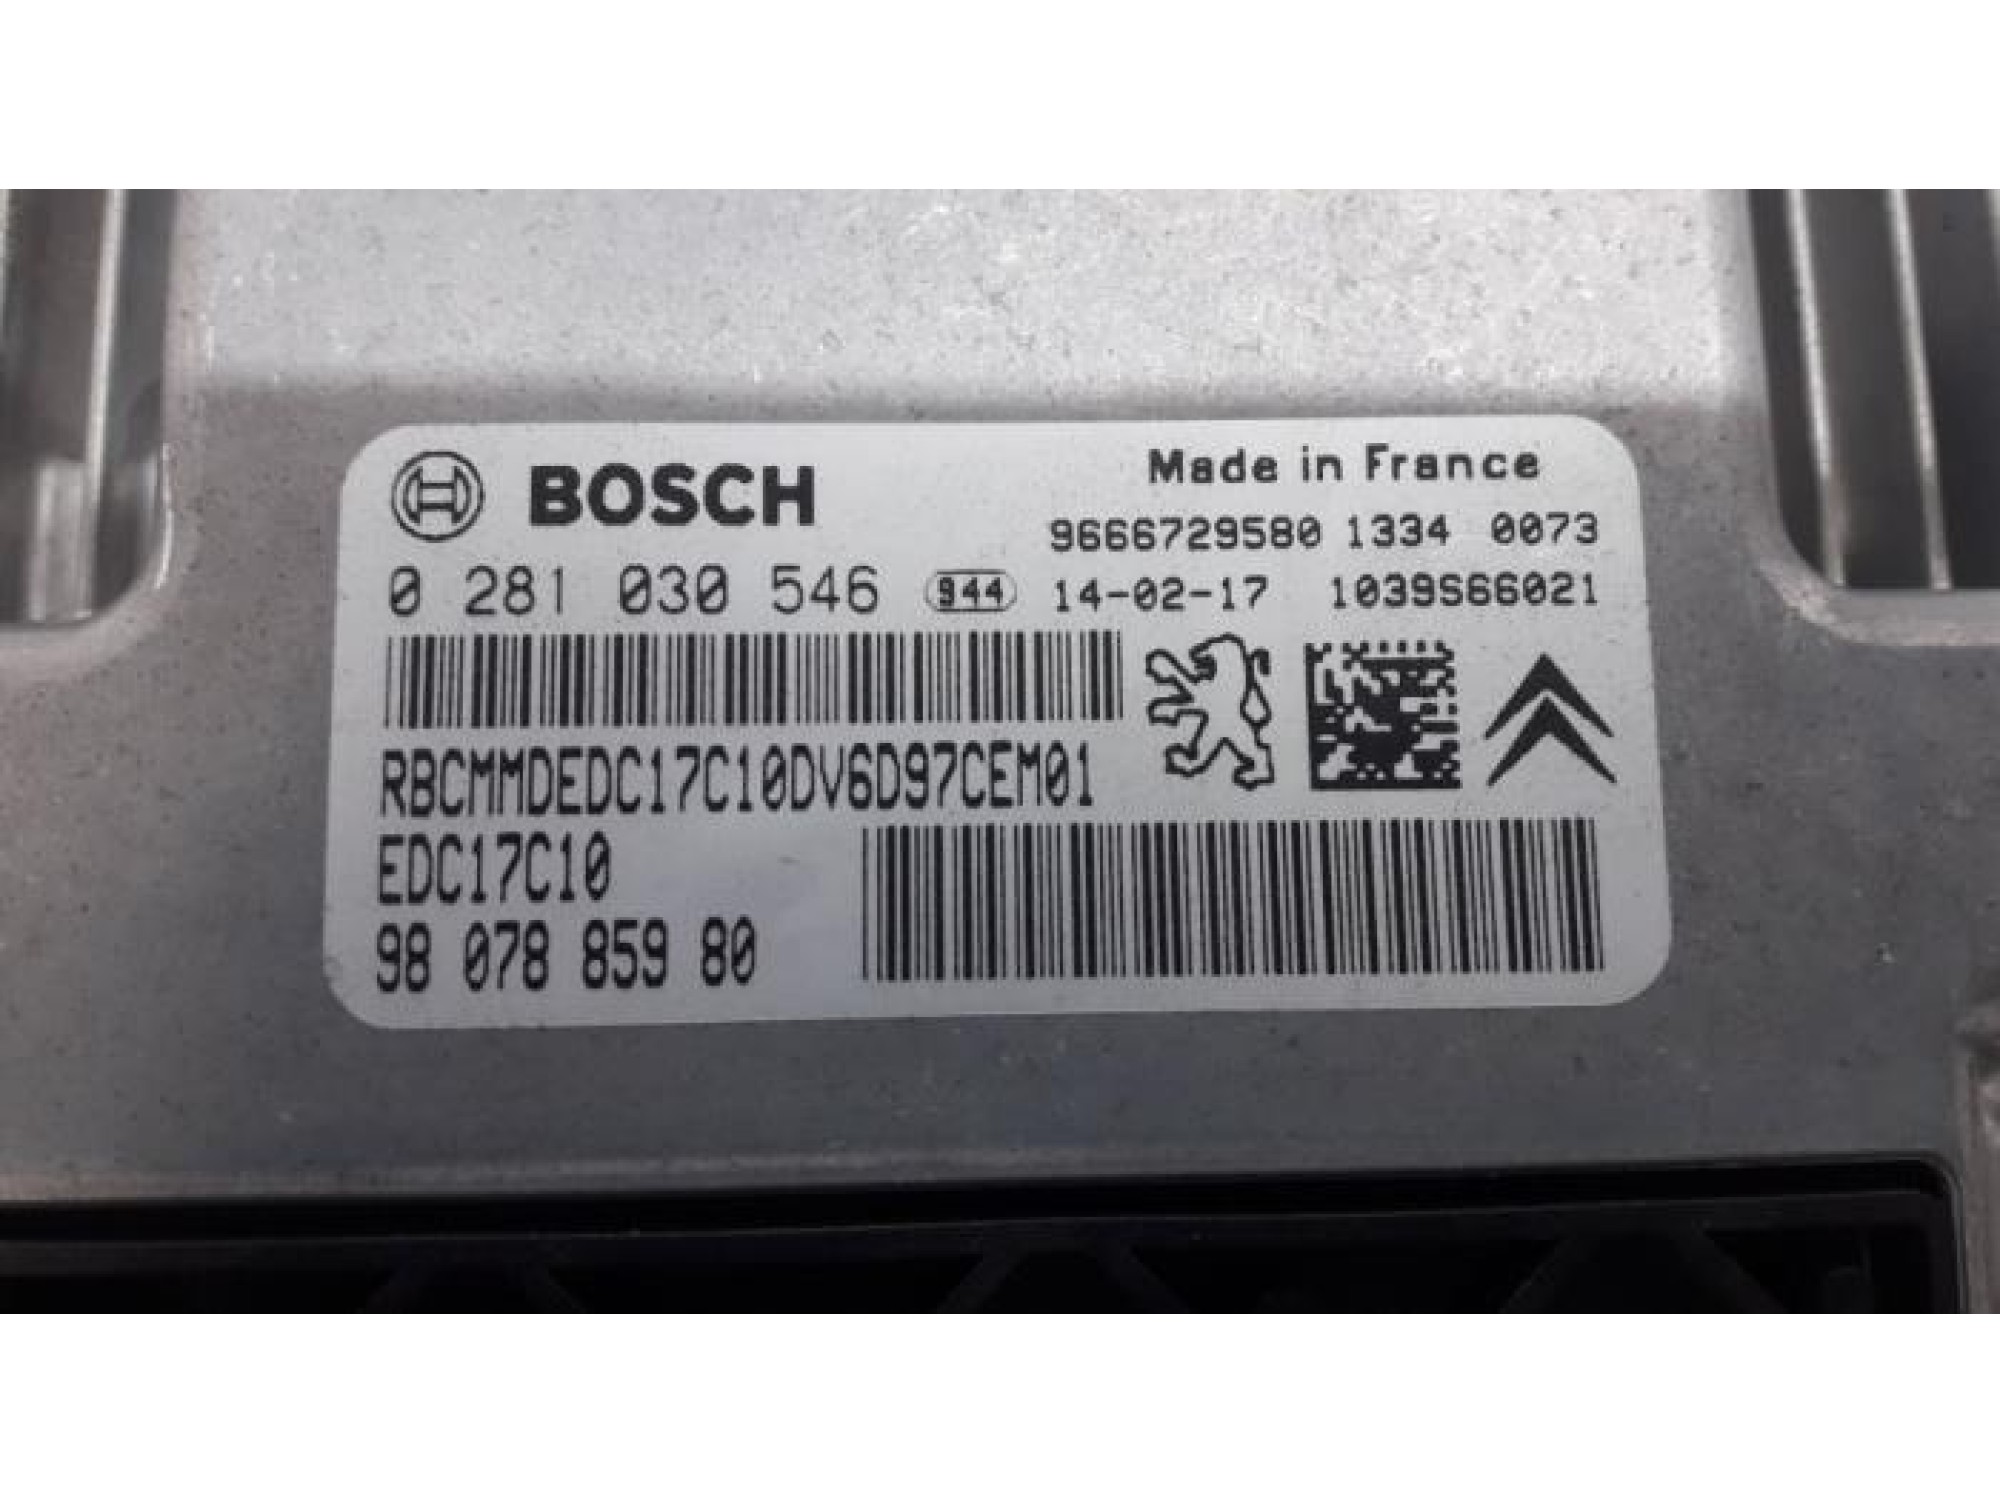 BOSCH
Made in France
9666729580 1334 0073
0 281 030 546 944 14-02-17 1039S66021
RBCMMDEDC17C10DV6D97CEM01
EDC17C10
98 078 859 80